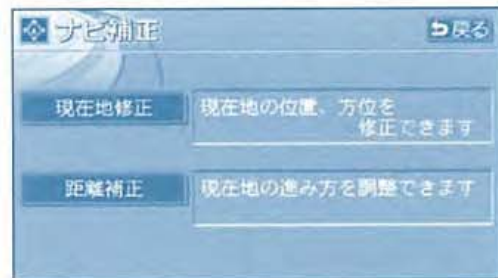 ナビ補正
戻る
現在地修正
現在地の位置、方位を
修正できます
距離補正
現在地の進み方を調整できます